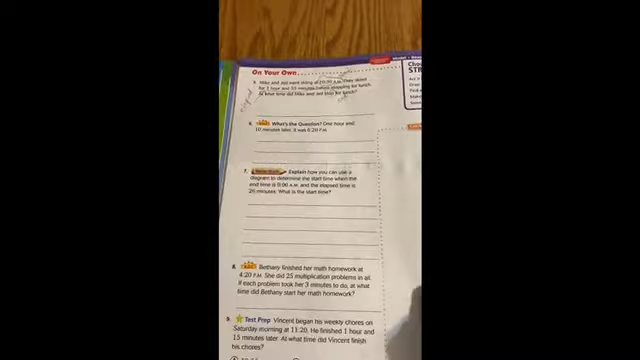 On Your Own
5. Mike and Jed went skiing at 10:30 A.M. They skied
for 1 hour and 55 minutes before stopping for lunch.
At what time did Mike and Jed stop for lunch?
6. What's the Question? One hour and
10 minutes later, it was 6:20 P.M.
7. Explain how you can use a
diagram to determine the start time when the
end time is 9:00 A.M. and the elapsed time is
26 minutes. What is the start time?
8. Bethany finished her math homework at
4:20 P.M. She did 25 multiplication problems in all.
If each problem took her 3 minutes to do, at what
time did Bethany start her math homework?
9. Test Prep Vincent began his weekly chores on
Saturday morning at 11:20. He finished 1 hour and
15 minutes later. At what time did Vincent finish
his chores?